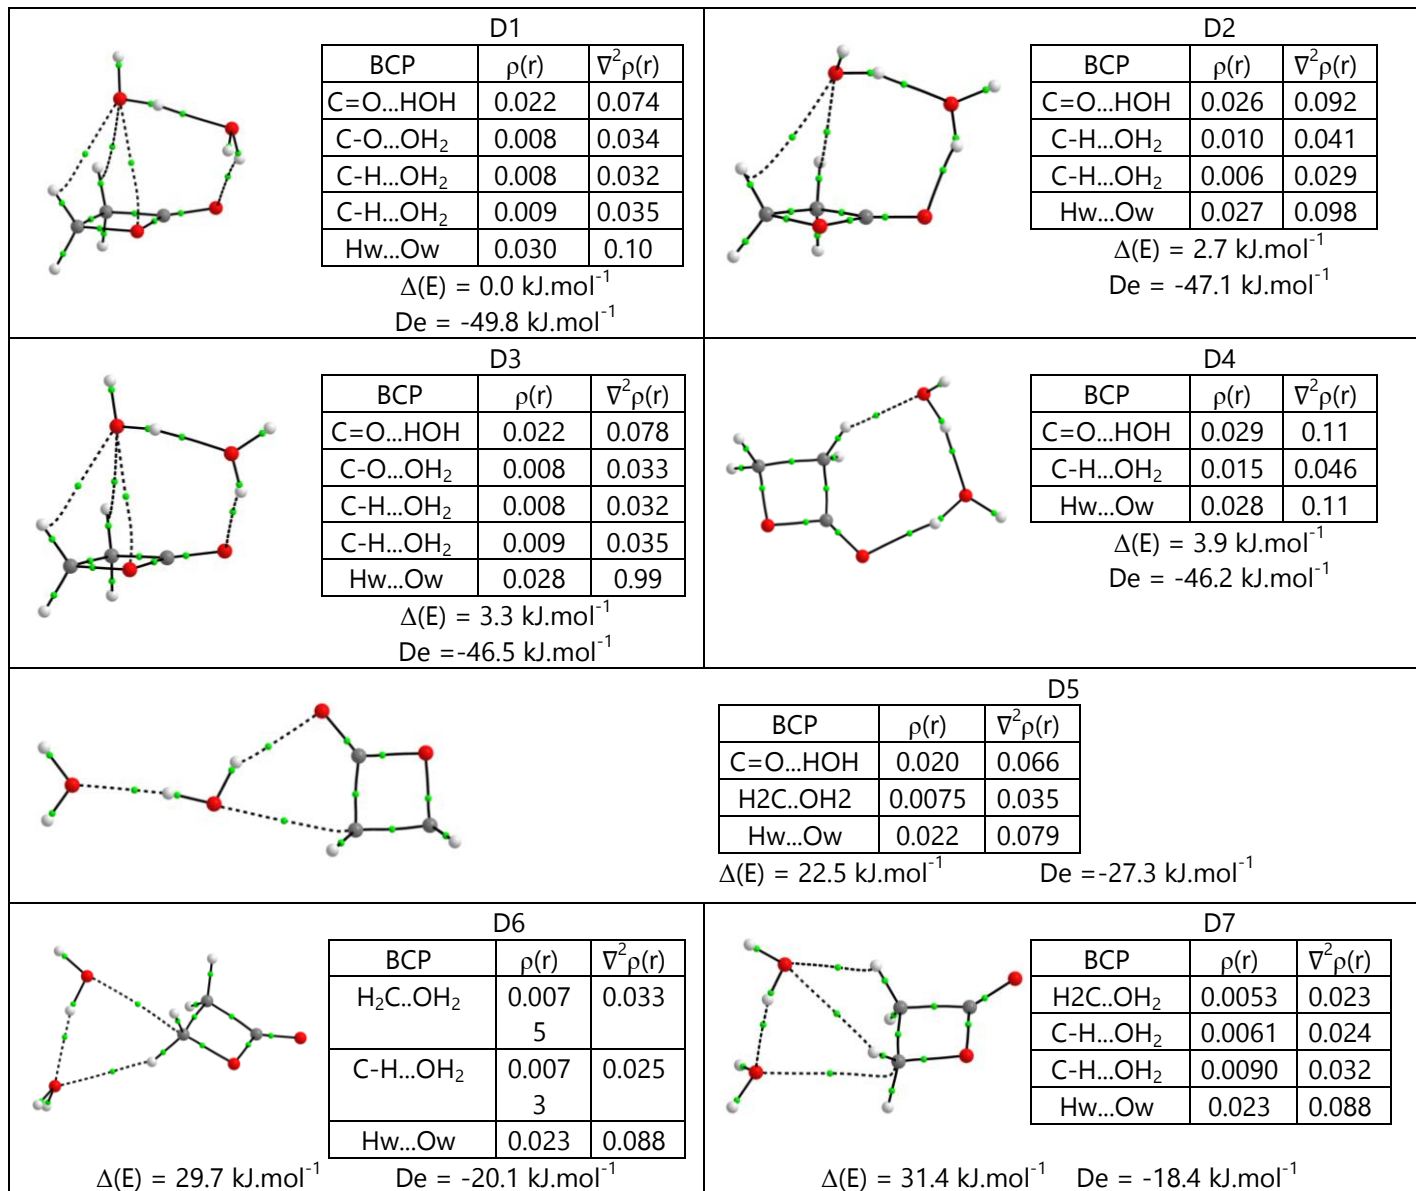 D1
BCP ρ(r) ∇²ρ(r)
C=O...HOH 0.022 0.074
C-O...OH₂ 0.008 0.034
C-H...OH₂ 0.008 0.032
C-H...OH₂ 0.009 0.035
Hw...Ow 0.030 0.10
Δ(E) = 0.0 kJ.mol⁻¹
De = -49.8 kJ.mol⁻¹
D2
BCP ρ(r) ∇²ρ(r)
C=O...HOH 0.026 0.092
C-H...OH₂ 0.010 0.041
C-H...OH₂ 0.006 0.029
Hw...Ow 0.027 0.098
Δ(E) = 2.7 kJ.mol⁻¹
De = -47.1 kJ.mol⁻¹
D3
BCP ρ(r) ∇²ρ(r)
C=O...HOH 0.022 0.078
C-O...OH₂ 0.008 0.033
C-H...OH₂ 0.008 0.032
C-H...OH₂ 0.009 0.035
Hw...Ow 0.028 0.99
Δ(E) = 3.3 kJ.mol⁻¹
De =-46.5 kJ.mol⁻¹
D4
BCP ρ(r) ∇²ρ(r)
C=O...HOH 0.029 0.11
C-H...OH₂ 0.015 0.046
Hw...Ow 0.028 0.11
Δ(E) = 3.9 kJ.mol⁻¹
De = -46.2 kJ.mol⁻¹
D5
BCP ρ(r) ∇²ρ(r)
C=O...HOH 0.020 0.066
H2C..OH2 0.0075 0.035
Hw...Ow 0.022 0.079
Δ(E) = 22.5 kJ.mol⁻¹ De =-27.3 kJ.mol⁻¹
D6
BCP ρ(r) ∇²ρ(r)
H₂C..OH₂ 0.007 0.033
5
C-H...OH₂ 0.007 0.025
3
Hw...Ow 0.023 0.088
Δ(E) = 29.7 kJ.mol⁻¹ De = -20.1 kJ.mol⁻¹
D7
BCP ρ(r) ∇²ρ(r)
H2C..OH₂ 0.0053 0.023
C-H...OH₂ 0.0061 0.024
C-H...OH₂ 0.0090 0.032
Hw...Ow 0.023 0.088
Δ(E) = 31.4 kJ.mol⁻¹ De = -18.4 kJ.mol⁻¹